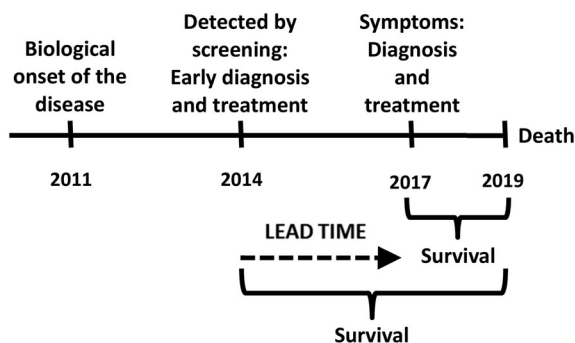 Biological
onset of the
disease
Detected by
screening:
Early diagnosis
and treatment
Symptoms:
Diagnosis
and
treatment
Death
2011
2014
2017
2019
LEAD TIME
Survival
Survival